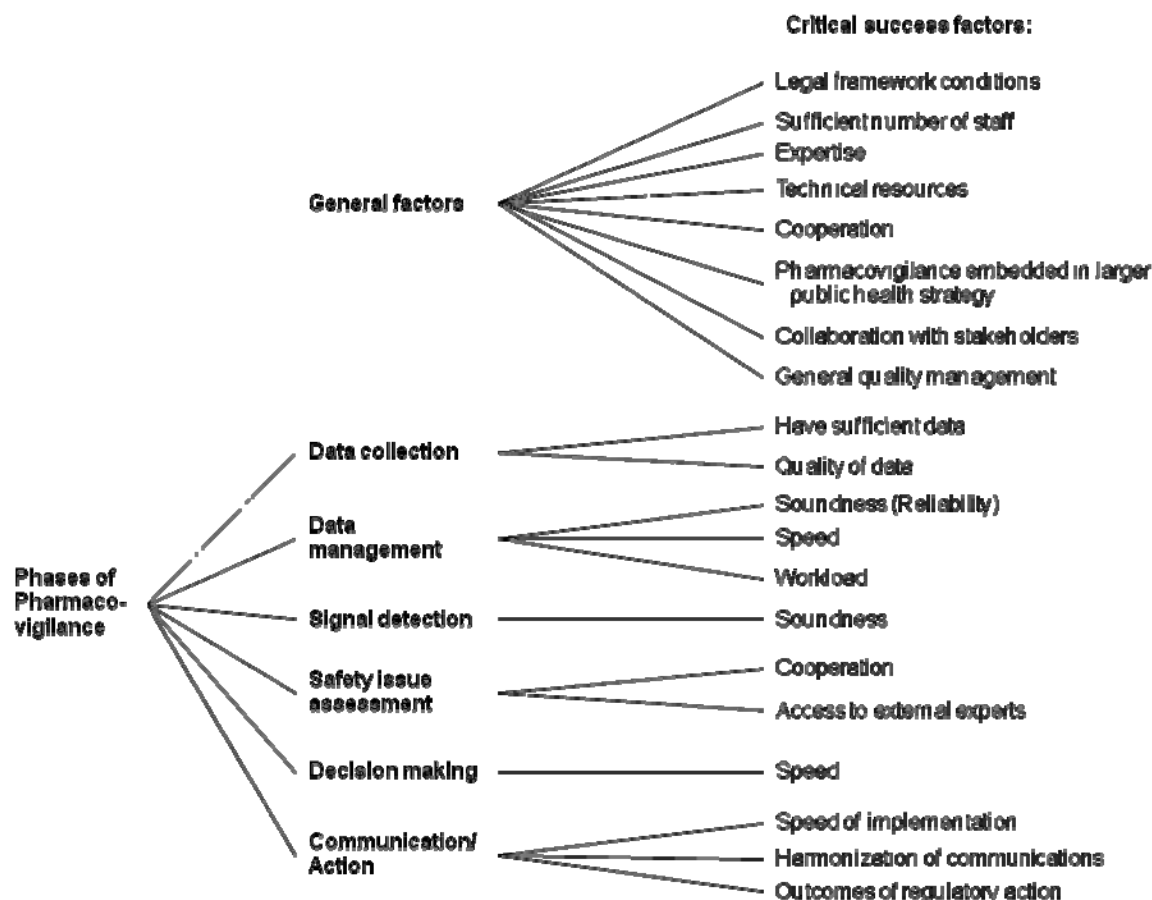 Critical success factors:
Legal framework conditions
Sufficient number of staff
Expertise
General factors
Technical resources
Cooperation
Pharmacovigilance embedded in larger
public health strategy
Collaboration with stakeholders
General quality management
Data collection
Have sufficient data
Quality of data
Data
management
Soundness (Reliability)
Speed
Workload
Phases of
Pharmaco-
vigilance
Signal detection
Soundness
Safety issue
assessment
Cooperation
Access to external experts
Decision making
Speed
Communication/
Action
Speed of implementation
Harmonization of communications
Outcomes of regulatory action